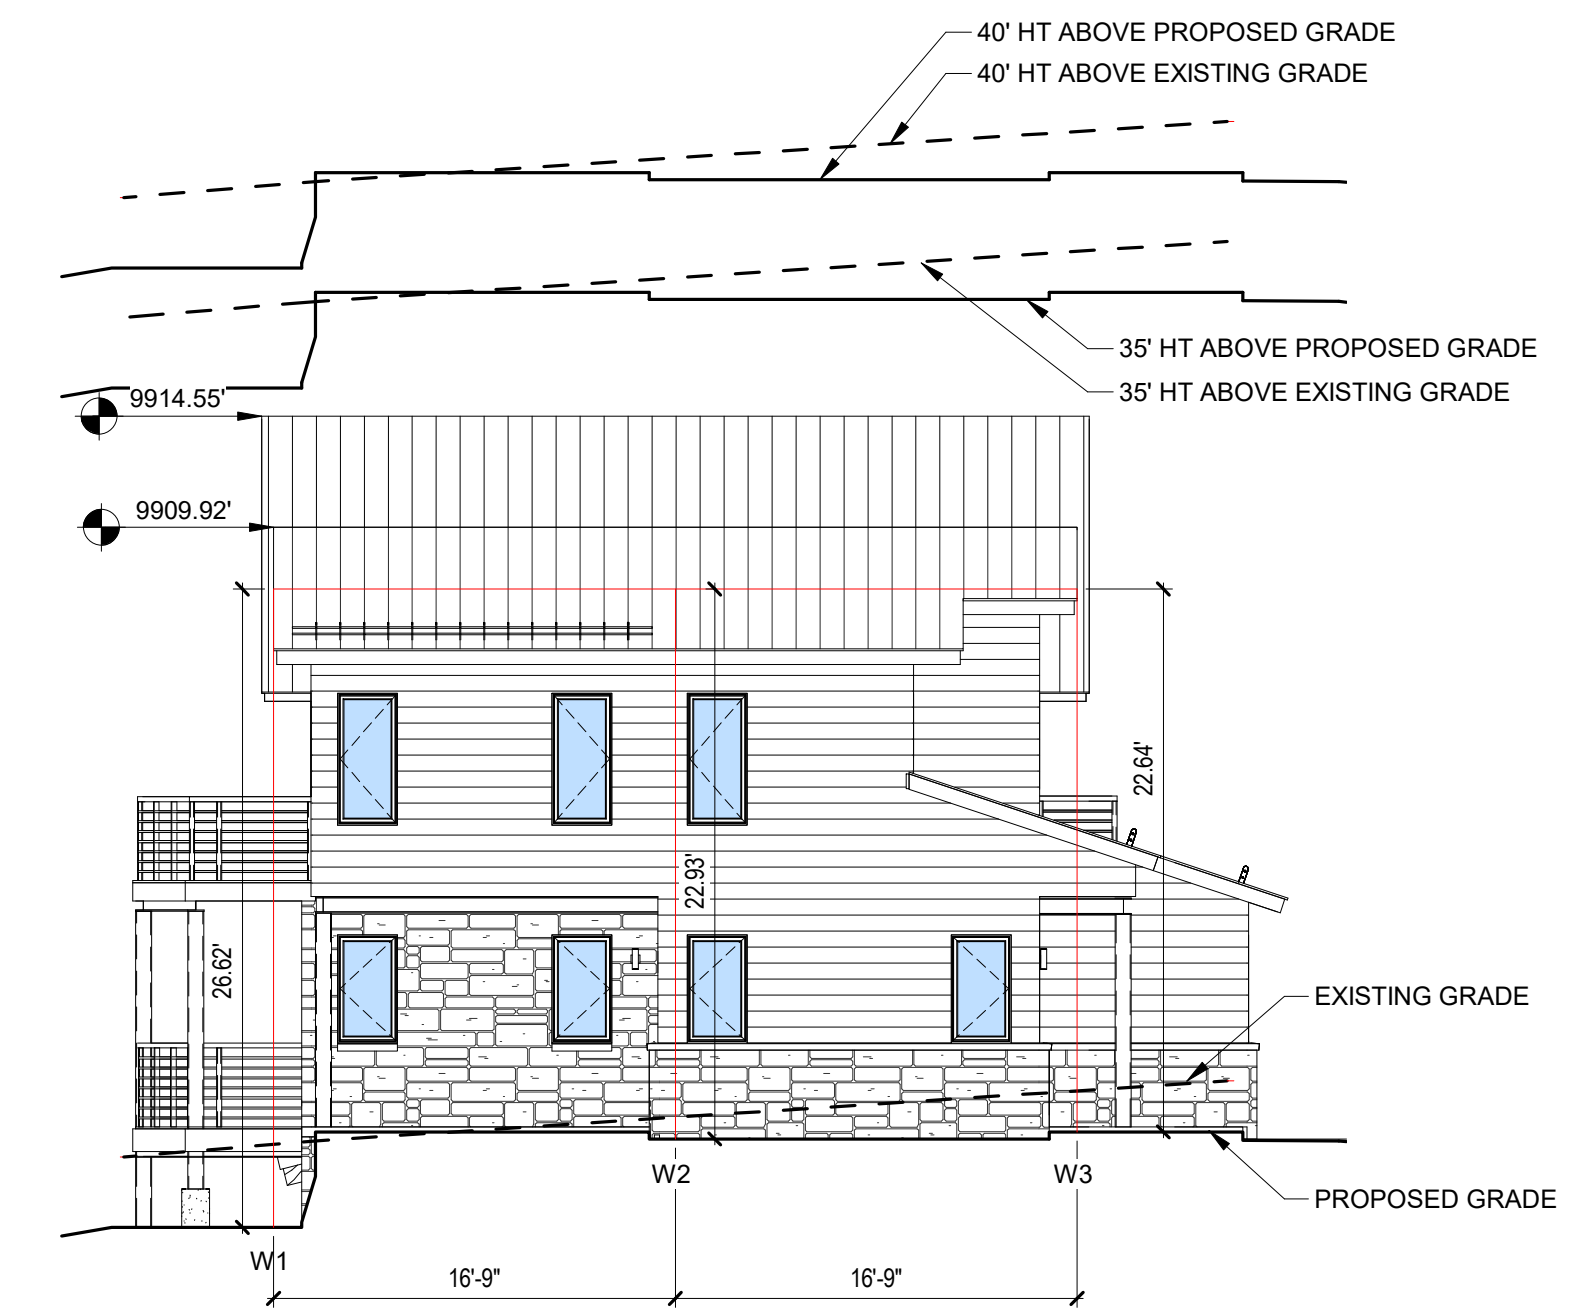 40' HT ABOVE PROPOSED GRADE
40' HT ABOVE EXISTING GRADE
35' HT ABOVE PROPOSED GRADE
35' HT ABOVE EXISTING GRADE
9914.55'
9909.92'
22.64'
22.93'
26.62'
EXISTING GRADE
W2
W3
PROPOSED GRADE
W1
16'-9"
16'-9"